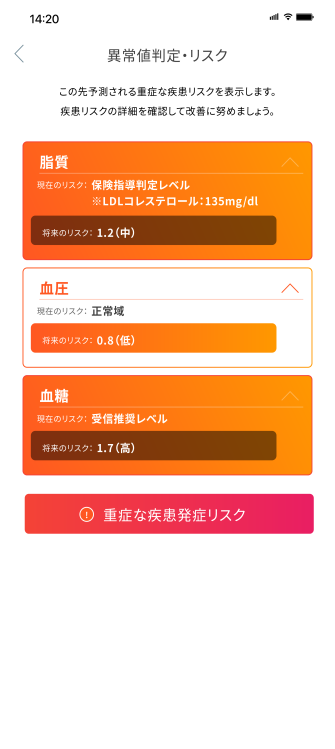 14:20
異常値判定・リスク
この先予測される重症な疾患リスクを表示します。
疾患リスクの詳細を確認して改善に努めましょう。
脂質
現在のリスク: 保険指導判定レベル
※LDLコレステロール:135mg/dl
将来のリスク: 1.2(中)
血圧
現在のリスク: 正常域
将来のリスク: 0.8(低)
血糖
現在のリスク: 受信推奨レベル
将来のリスク: 1.7(高)
重症な疾患発症リスク